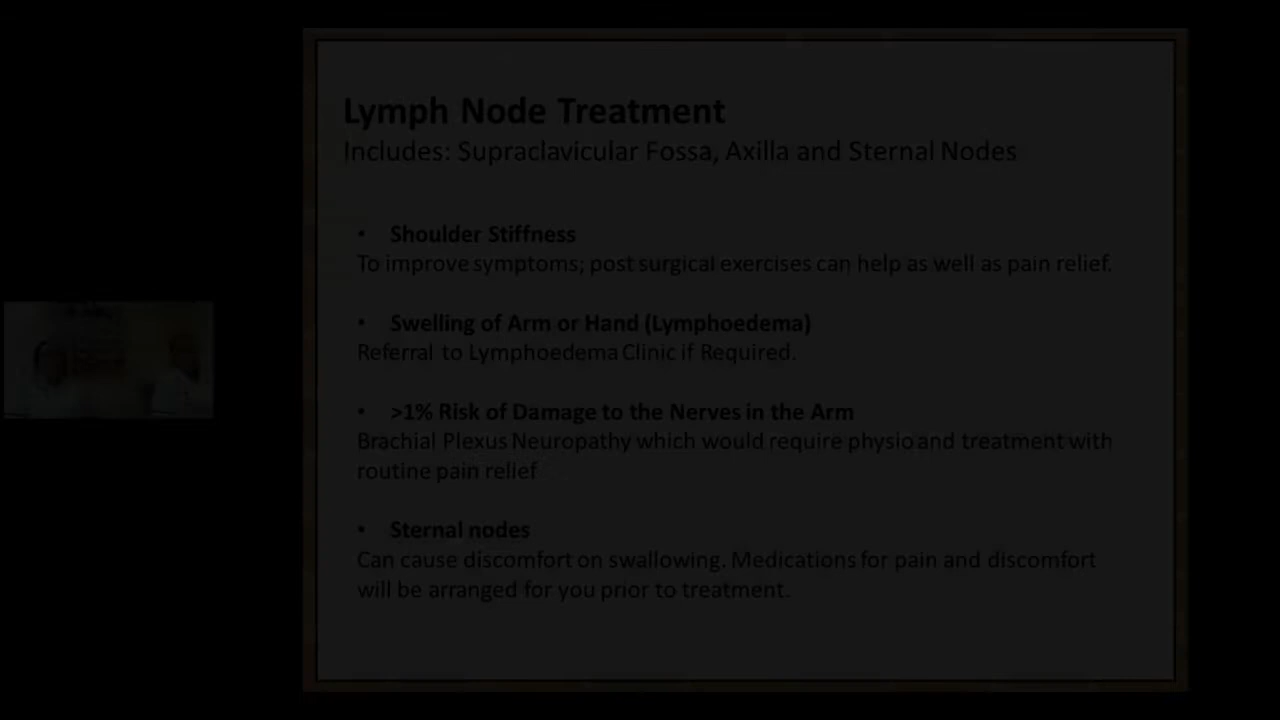 Lymph Node Treatment
Includes: Supraclavicular Fossa, Axilla and Sternal Nodes
• Shoulder Stiffness
To improve symptoms; post surgical exercises can help as well as pain relief.
• Swelling of Arm or Hand (Lymphoedema)
Referral to Lymphoedema Clinic if Required.
• >1% Risk of Damage to the Nerves in the Arm
Brachial Plexus Neuropathy which would require physio and treatment with
routine pain relief
• Sternal nodes
Can cause discomfort on swallowing. Medications for pain and discomfort
will be arranged for you prior to treatment.